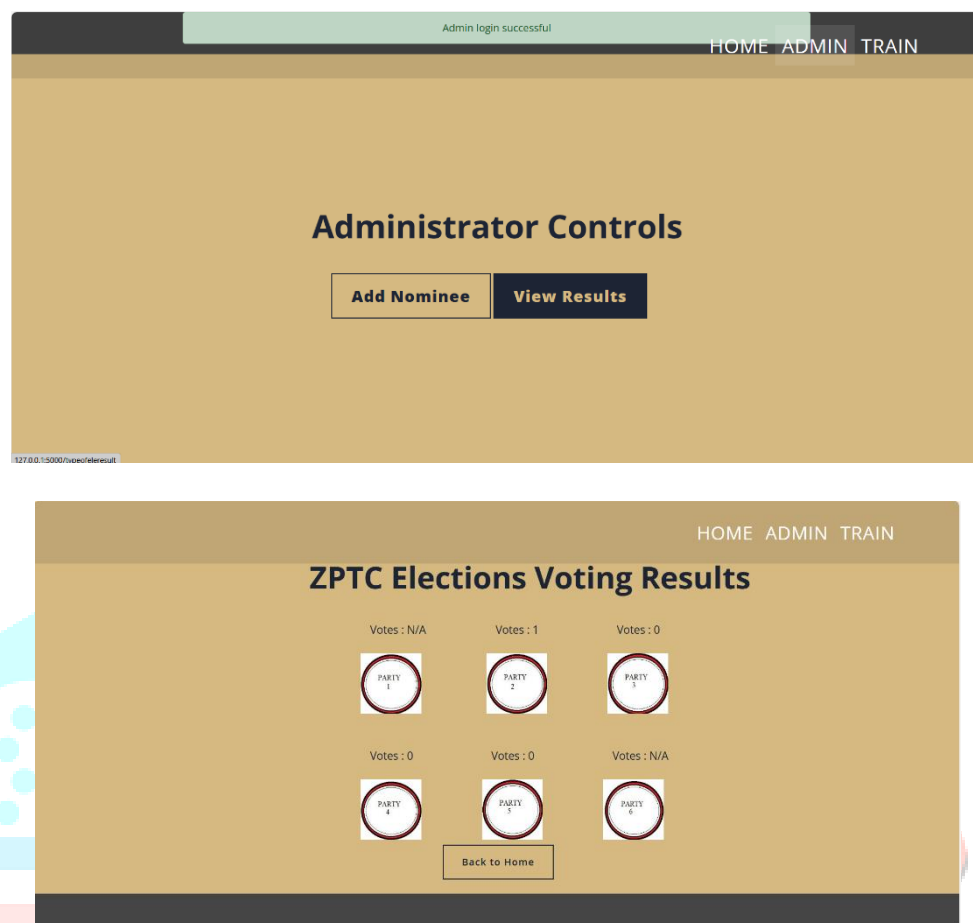 Admin login successful
HOME ADMIN TRAIN
Administrator Controls
Add Nominee View Results
127.0.0.1:5000/typeofeleresult
HOME ADMIN TRAIN
ZPTC Elections Voting Results
Votes : N/A Votes : 1 Votes : 0
PARTY 1 PARTY 2 PARTY 3
Votes : 0 Votes : 0 Votes : N/A
PARTY 4 PARTY 5 PARTY 6
Back to Home